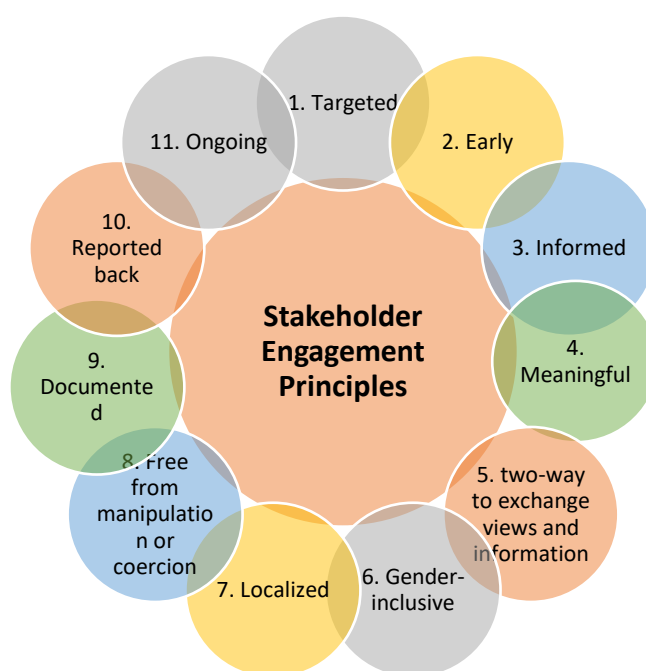 Stakeholder
Engagement
Principles
1. Targeted
2. Early
3. Informed
4.
Meaningful
5. two-way
to exchange
views and
information
6. Gender-
inclusive
7. Localized
8. Free
from
manipulatio
n or
coercion
9.
Documente
d
10.
Reported
back
11. Ongoing